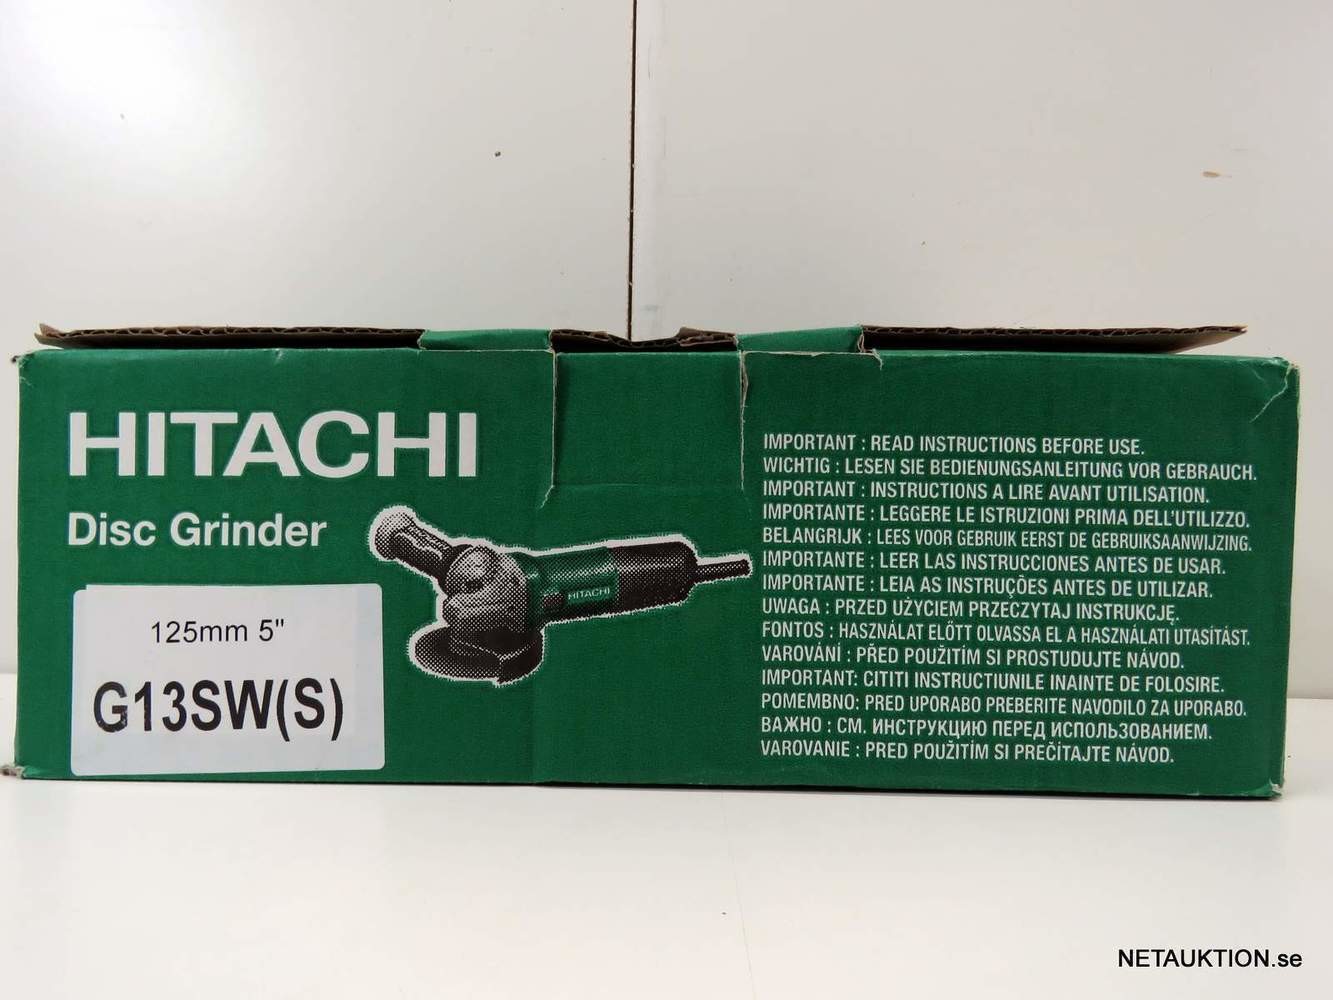 HITACHI
Disc Grinder
125mm 5"
G13SW(S)
HITACHI
IMPORTANT : READ INSTRUCTIONS BEFORE USE.
WICHTIG : LESEN SIE BEDIENUNGSANLEITUNG VOR GEBRAUCH.
IMPORTANT : INSTRUCTIONS A LIRE AVANT UTILISATION.
IMPORTANTE : LEGGERE LE ISTRUZIONI PRIMA DELL'UTILIZZO.
BELANGRIJK : LEES VOOR GEBRUIK EERST DE GEBRUIKSAANWIJZING.
IMPORTANTE : LEER LAS INSTRUCCIONES ANTES DE USAR.
IMPORTANTE : LEIA AS INSTRUÇÕES ANTES DE UTILIZAR.
UWAGA : PRZED UŻYCIEM PRZECZYTAJ INSTRUKCJĘ.
FONTOS : HASZNÁLAT ELŐTT OLVASSA EL A HASZNÁLATI UTASÍTÁST.
VAROVÁNÍ : PŘED POUŽITÍM SI PROSTUDUJTE NÁVOD.
IMPORTANT: CITITI INSTRUCTIUNILE INAINTE DE FOLOSIRE.
POMEMBNO: PRED UPORABO PREBERITE NAVODILO ZA UPORABO.
ВАЖНО : СМ. ИНСТРУКЦИЮ ПЕРЕД ИСПОЛЬЗОВАНИЕМ.
VAROVANIE : PRED POUŽITÍM SI PREČÍTAJTE NÁVOD.
NETAUKTION.se